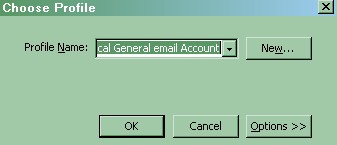 Choose Profile
Profile Name: cal General email Account New...
OK Cancel Options >>